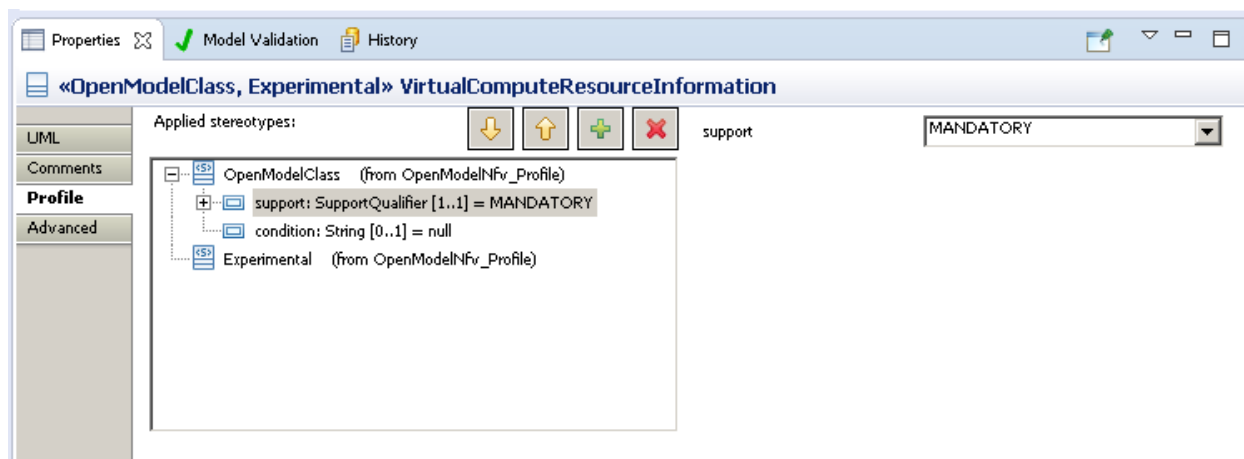 Properties Model Validation History
«OpenModelClass, Experimental» VirtualComputeResourceInformation
UML
Comments
Profile
Advanced
Applied stereotypes:
<S> OpenModelClass (from OpenModelNfv_Profile)
support: SupportQualifier [1..1] = MANDATORY
condition: String [0..1] = null
<S> Experimental (from OpenModelNfv_Profile)
support MANDATORY